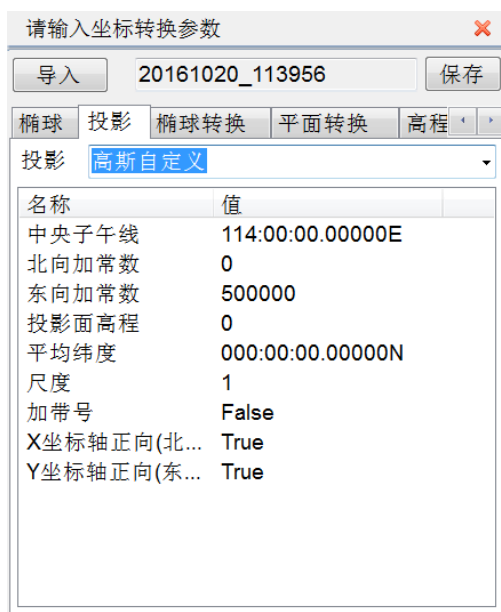 请输入坐标转换参数
导入 20161020_113956 保存
椭球 投影 椭球转换 平面转换 高程
投影 高斯自定义
名称 值
中央子午线 114:00:00.00000E
北向加常数 0
东向加常数 500000
投影面高程 0
平均纬度 000:00:00.00000N
尺度 1
加带号 False
X坐标轴正向(北... True
Y坐标轴正向(东... True